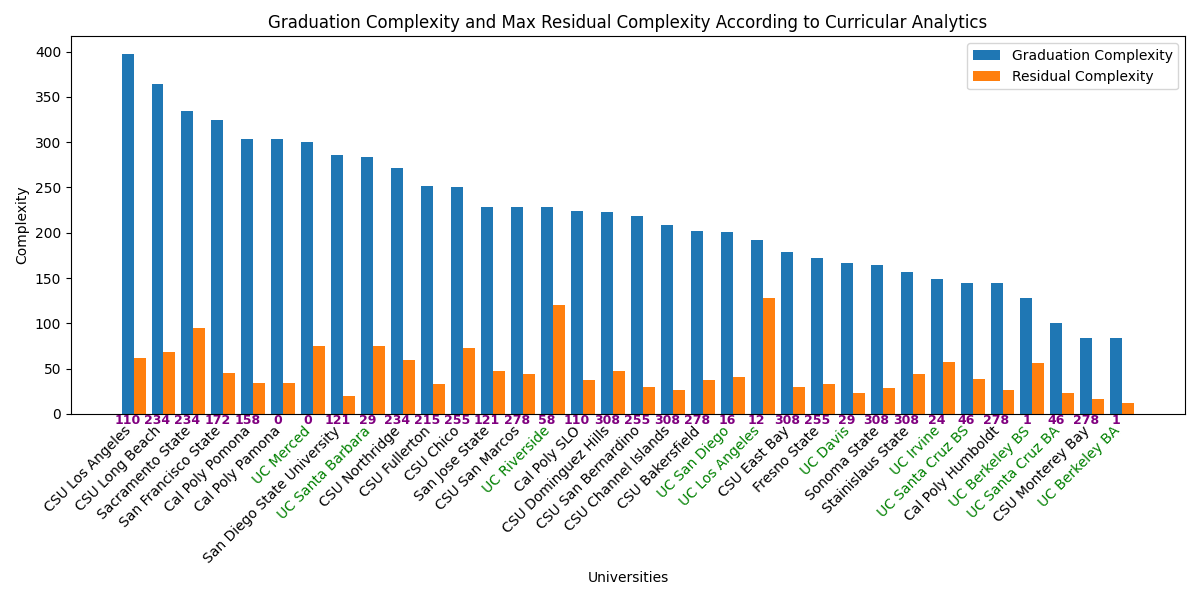 Graduation Complexity and Max Residual Complexity According to Curricular Analytics
Graduation Complexity
Residual Complexity
Complexity
400
350
300
250
200
150
100
50
0
110 234 234 172 158 0 0 121 29 234 215 255 121 278 58 110 308 255 308 278 16 12 308 255 29 308 308 24 46 278 1 46 278 1
CSU Los Angeles
CSU Long Beach
Sacramento State
San Francisco State
Cal Poly Pomona
Cal Poly Pamona
UC Merced
San Diego State University
UC Santa Barbara
CSU Northridge
CSU Fullerton
CSU Chico
San Jose State
CSU San Marcos
UC Riverside
Cal Poly SLO
CSU Dominguez Hills
CSU San Bernardino
CSU Channel Islands
CSU Bakersfield
UC San Diego
UC Los Angeles
CSU East Bay
Fresno State
UC Davis
Sonoma State
Stainislaus State
UC Irvine
UC Santa Cruz BS
Cal Poly Humboldt
UC Berkeley BS
UC Santa Cruz BA
CSU Monterey Bay
UC Berkeley BA
Universities